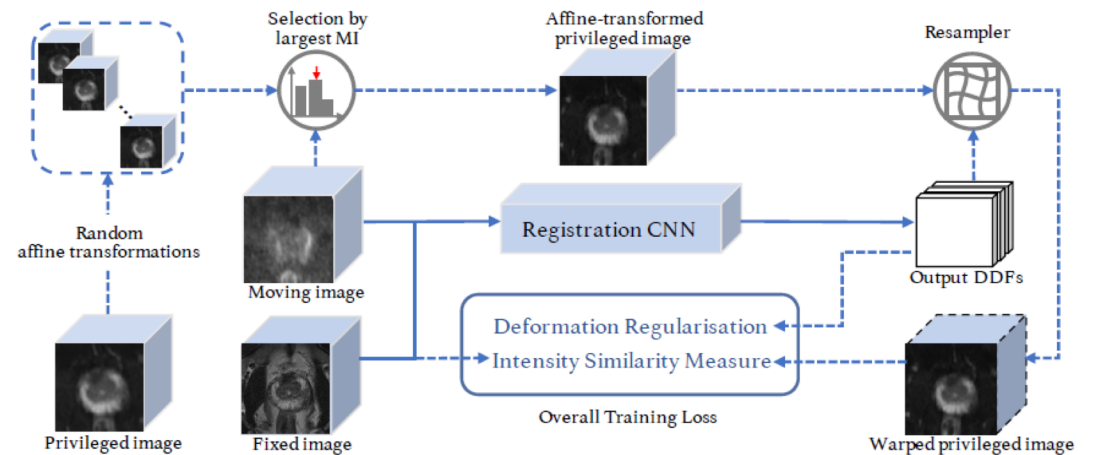 Selection by
largest MI
Affine-transformed
privileged image
Resampler
Random
affine transformations
Registration CNN
Moving image
Output DDFs
Deformation Regularisation
Intensity Similarity Measure
Overall Training Loss
Privileged image
Fixed image
Warped privileged image